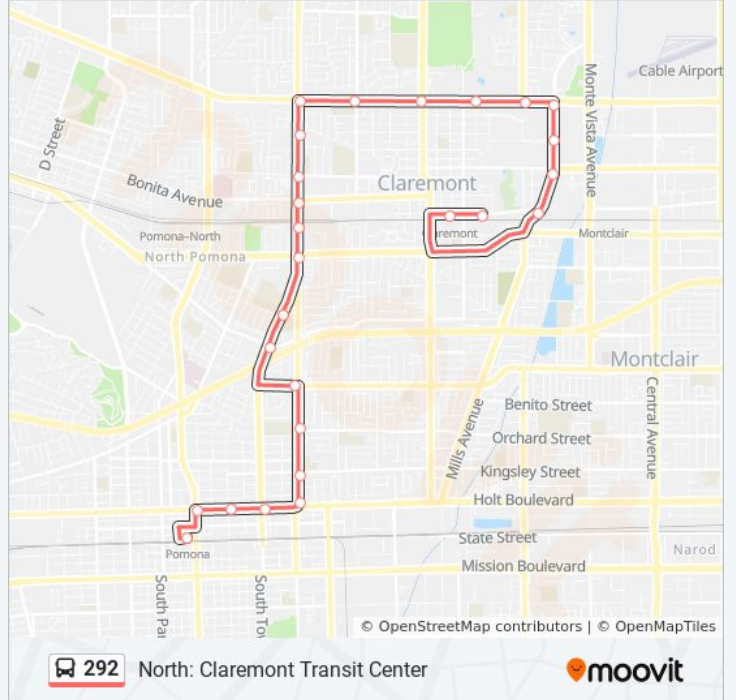 Cable Airport
Monte Vista Avenue
D Street
Claremont
Bonita Avenue
Pomona–North
North Pomona
aremont
Montclair
Montclair
Central Avenue
Benito Street
Mills Avenue
Orchard Street
Kingsley Street
Holt Boulevard
State Street
Narod
Pomona
Mission Boulevard
South Par
South Tow
© OpenStreetMap contributors | © OpenMapTiles
292 North: Claremont Transit Center
moovit